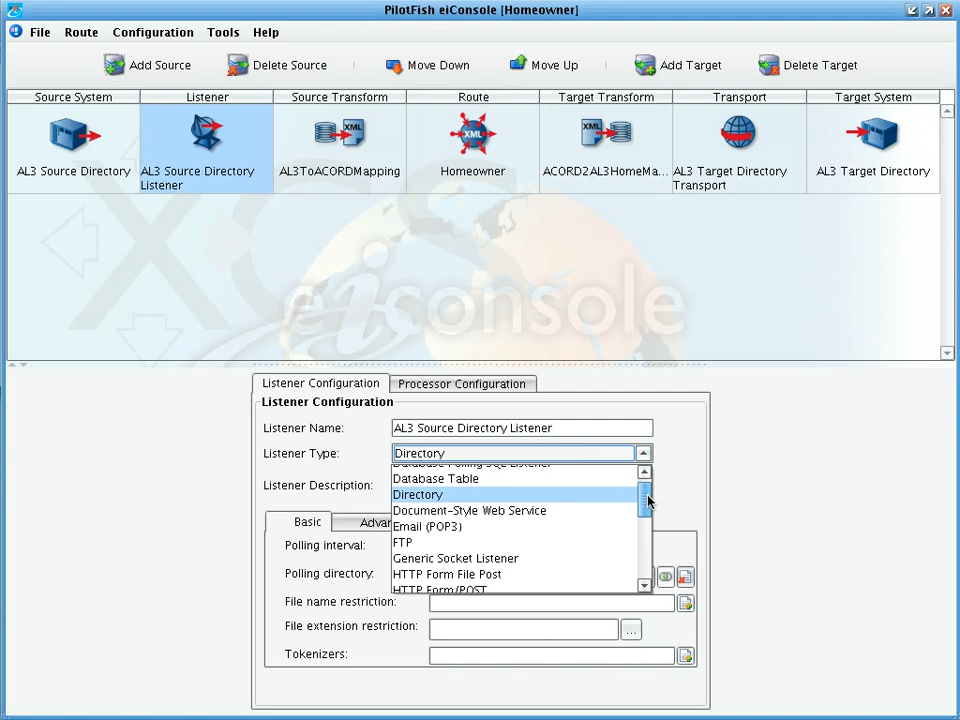 PilotFish eiConsole [Homeowner]
File Route Configuration Tools Help
Add Source Delete Source Move Down Move Up Add Target Delete Target
Source System Listener Source Transform Route Target Transform Transport Target System
AL3 Source Directory AL3 Source Directory Listener AL3ToACORDMapping Homeowner ACORD2AL3HomeMa... AL3 Target Directory Transport AL3 Target Directory
eiconsole
Listener Configuration Processor Configuration
Listener Configuration
Listener Name: AL3 Source Directory Listener
Listener Type: Directory
Database Polling SQL Listener
Database Table
Listener Description:
Directory
Document-Style Web Service
Basic Advan
Email (POP3)
Polling interval:
FTP
Generic Socket Listener
Polling directory:
HTTP Form File Post
HTTP Form/POST
File name restriction:
File extension restriction: ...
Tokenizers: